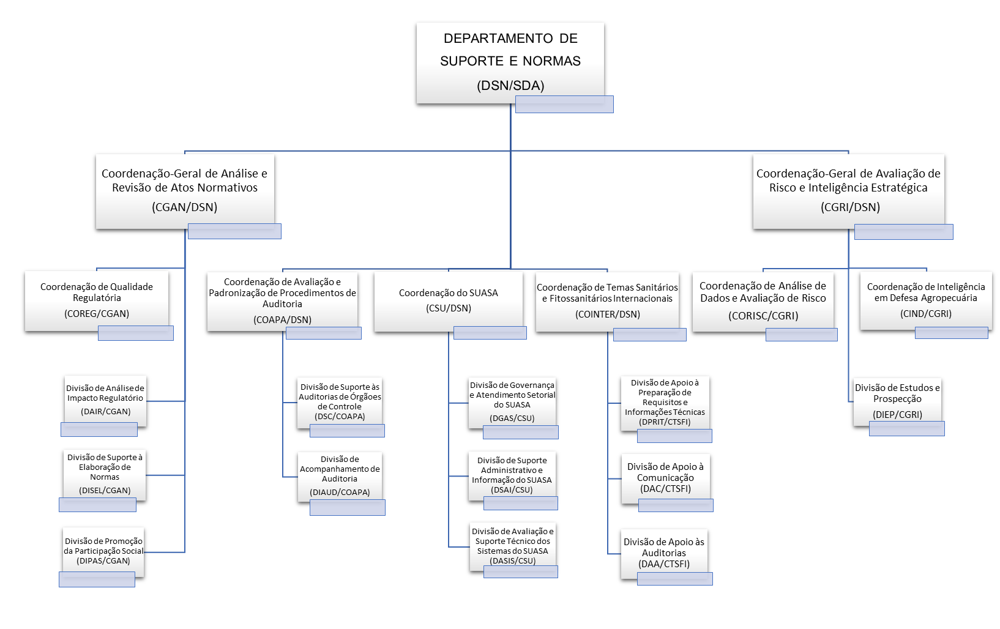 DEPARTAMENTO DE
SUPORTE E NORMAS
(DSN/SDA)
Coordenação-Geral de Análise e
Revisão de Atos Normativos
(CGAN/DSN)
Coordenação-Geral de Avaliação de
Risco e Inteligência Estratégica
(CGRI/DSN)
Coordenação de Qualidade
Regulatória
(COREG/CGAN)
Coordenação de Avaliação e
Padronização de Procedimentos de
Auditoria
(COAPA/DSN)
Coordenação do SUASA
(CSU/DSN)
Coordenação de Temas Sanitários
e Fitossanitários Internacionais
(COINTER/DSN)
Coordenação de Análise de
Dados e Avaliação de Risco
(CORISC/CGRI)
Coordenação de Inteligência
em Defesa Agropecuária
(CIND/CGRI)
Divisão de Análise de
Impacto Regulatório
(DAIR/CGAN)
Divisão de Suporte à
Elaboração de
Normas
(DISEL/CGAN)
Divisão de Promoção
da Participação Social
(DIPAS/CGAN)
Divisão de Suporte às
Auditorias de Órgãoes
de Controle
(DSC/COAPA)
Divisão de
Acompanhamento de
Auditoria
(DIAUD/COAPA)
Divisão de Governança
e Atendimento Setorial
do SUASA
(DGAS/CSU)
Divisão de Suporte
Administrativo e
Informação do SUASA
(DSAI/CSU)
Divisão de Avaliação e
Suporte Técnico dos
Sistemas do SUASA
(DASIS/CSU)
Divisão de Apoio à
Preparação de
Requisitos e
Informações Técnicas
(DPRIT/CTSFI)
Divisão de Apoio à
Comunicação
(DAC/CTSFI)
Divisão de Apoio às
Auditorias
(DAA/CTSFI)
Divisão de Estudos e
Prospecção
(DIEP/CGRI)